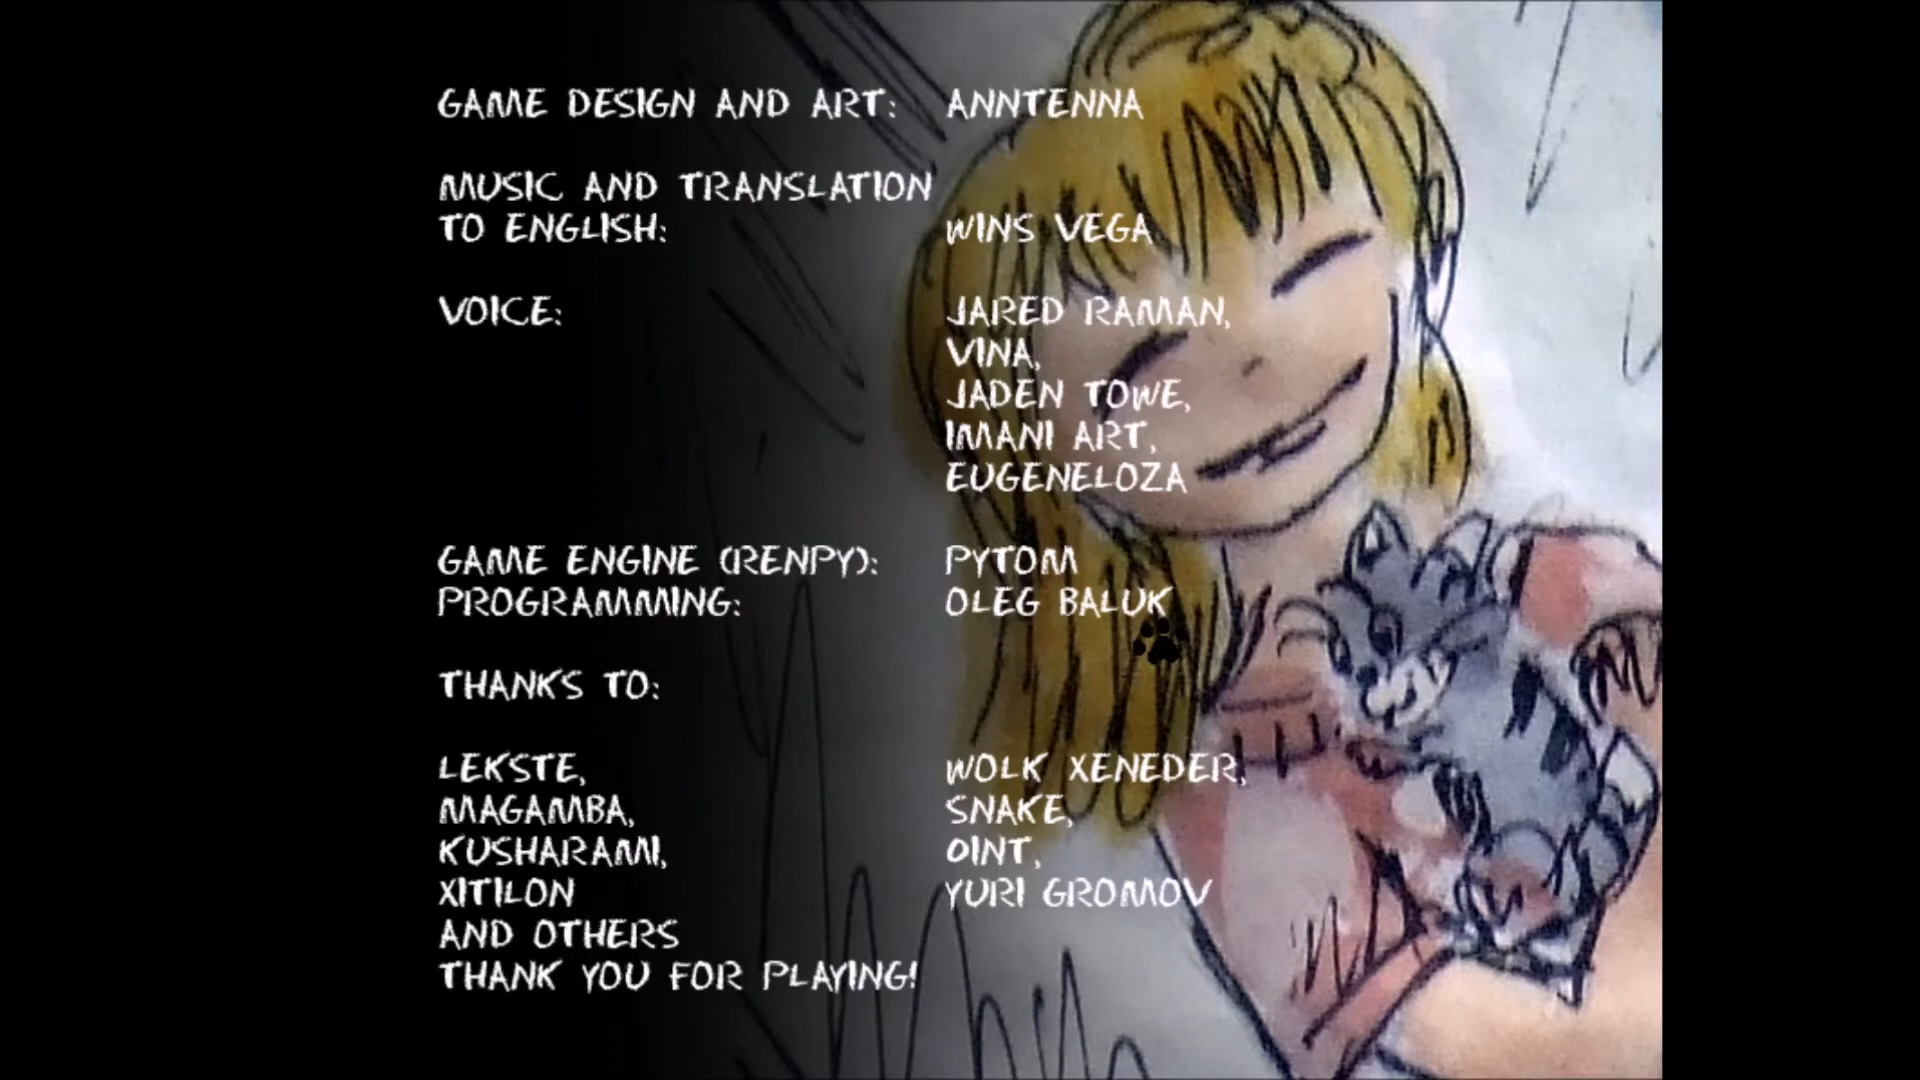 GAME DESIGN AND ART: ANNTENNA
MUSIC AND TRANSLATION
TO ENGLISH: WINS VEGA
VOICE: JARED RAMAN,
VINA,
JADEN TOWE,
IMANI ART,
EUGENELOZA
GAME ENGINE (RENPY): PYTOM
PROGRAMMING: OLEG BALUK
THANKS TO:
LEKSTE, WOLK XENEDER,
MAGAMBA, SNAKE,
KUSHARAMI, OINT,
XITILON YURI GROMOV
AND OTHERS
THANK YOU FOR PLAYING!